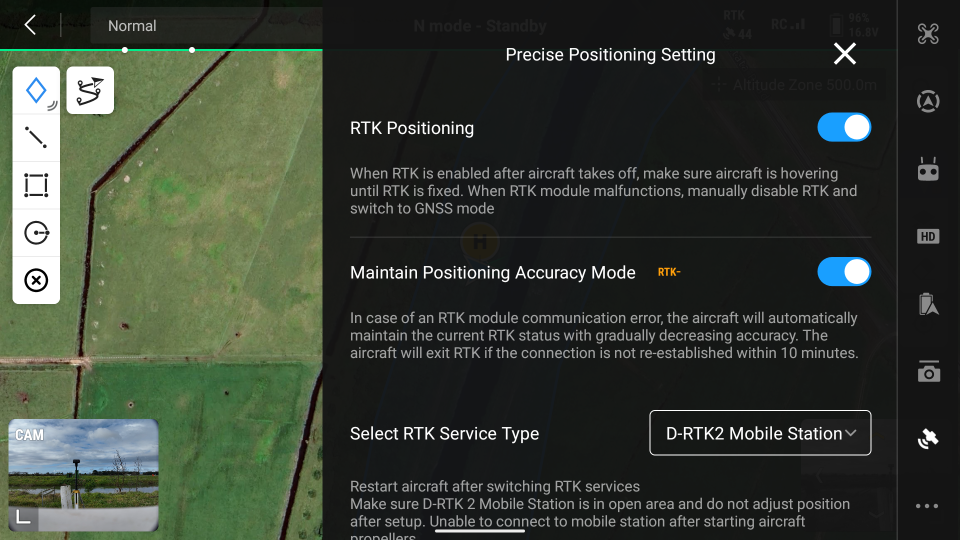 Normal
N mode - Standby
RTK
44
RC
96%
16.8V
Precise Positioning Setting
Altitude Zone 500.0m
RTK Positioning
When RTK is enabled after aircraft takes off, make sure aircraft is hovering
until RTK is fixed. When RTK module malfunctions, manually disable RTK and
switch to GNSS mode
HD
H
Maintain Positioning Accuracy Mode RTK-
In case of an RTK module communication error, the aircraft will automatically
maintain the current RTK status with gradually decreasing accuracy. The
aircraft will exit RTK if the connection is not re-established within 10 minutes.
Select RTK Service Type
D-RTK2 Mobile Station
CAM
Restart aircraft after switching RTK services
Make sure D-RTK 2 Mobile Station is in open area and do not adjust position
after setup. Unable to connect to mobile station after starting aircraft
propellers